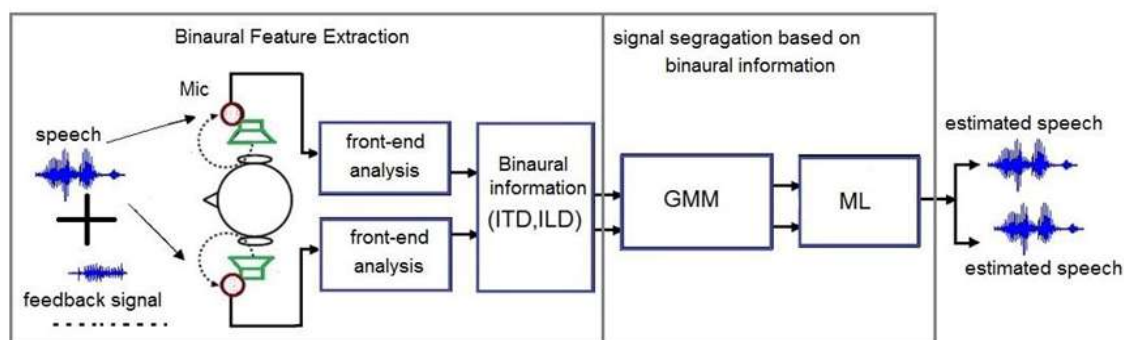 Binaural Feature Extraction
signal segragation based on
binaural information
Mic
speech
feedback signal
front-end
analysis
front-end
analysis
Binaural
information
(ITD,ILD)
GMM
ML
estimated speech
estimated speech